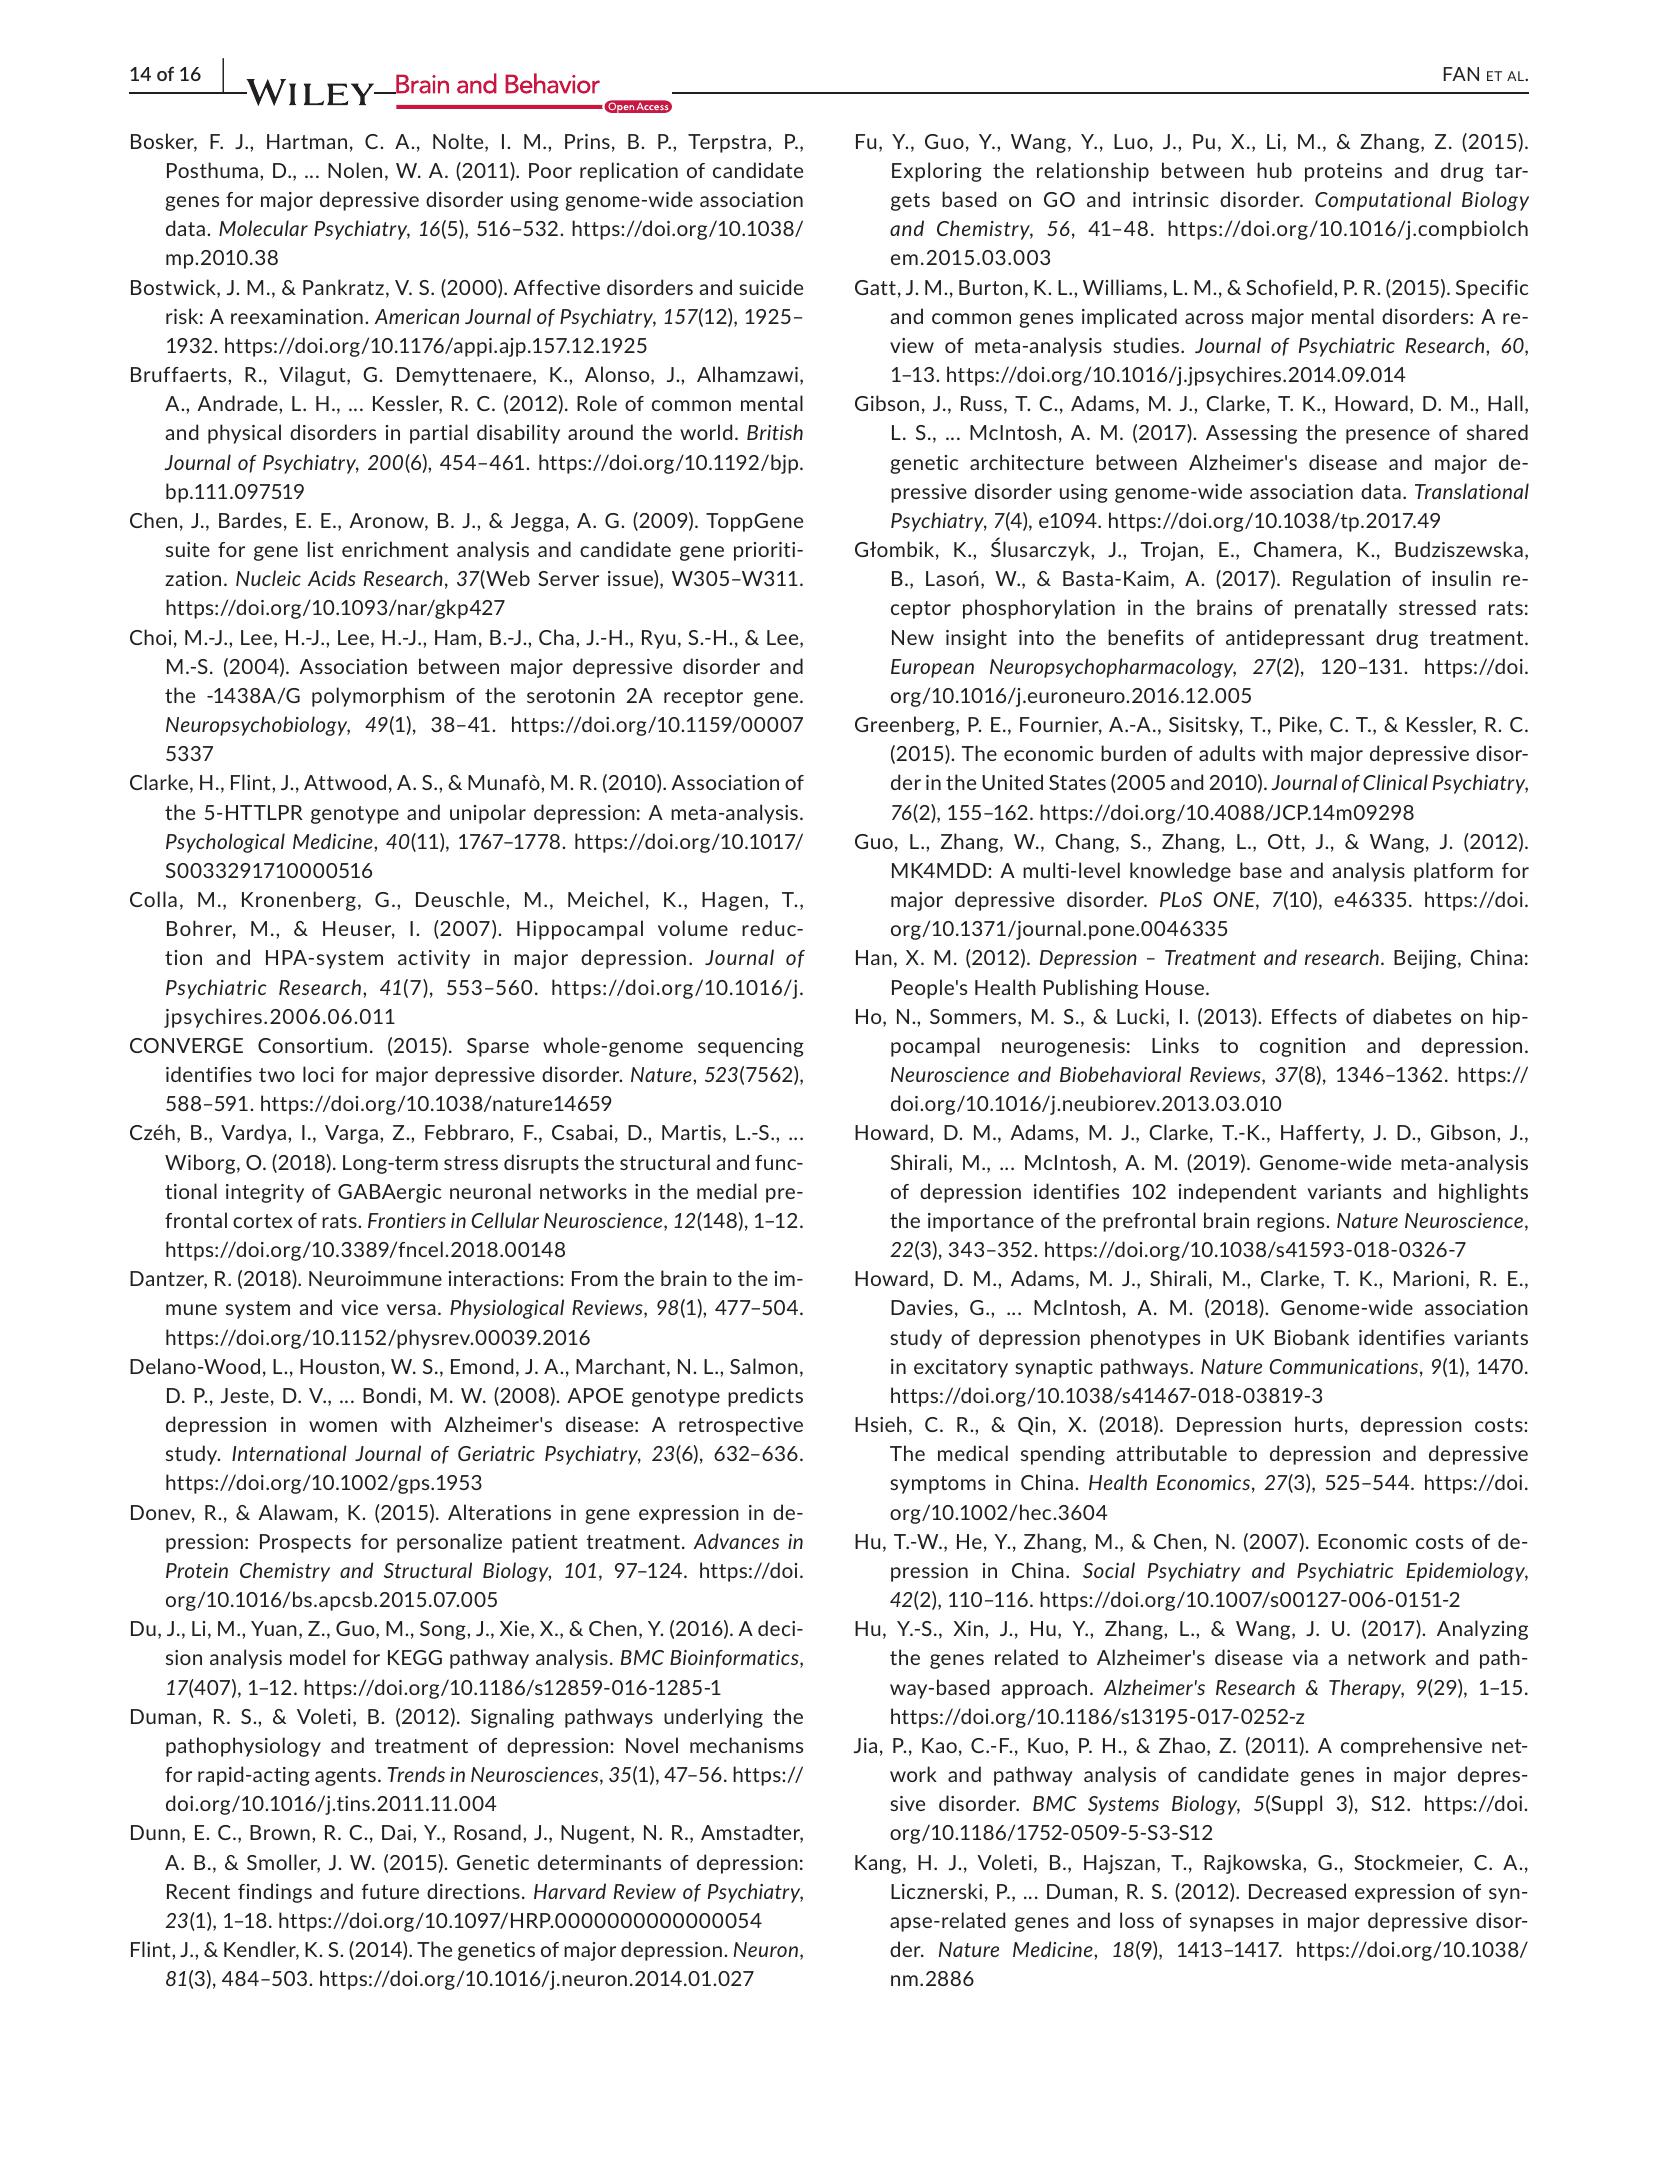 14 of 16
WILEY
Brain and Behavior
Open Access
FAN ET AL.
Bosker, F. J., Hartman, C. A., Nolte, I. M., Prins, B. P., Terpstra, P.,
Posthuma, D., ... Nolen, W. A. (2011). Poor replication of candidate
genes for major depressive disorder using genome-wide association
data. Molecular Psychiatry, 16(5), 516–532. https://doi.org/10.1038/
mp.2010.38
Bostwick, J. M., & Pankratz, V. S. (2000). Affective disorders and suicide
risk: A reexamination. American Journal of Psychiatry, 157(12), 1925–
1932. https://doi.org/10.1176/appi.ajp.157.12.1925
Bruffaerts, R., Vilagut, G. Demyttenaere, K., Alonso, J., Alhamzawi,
A., Andrade, L. H., ... Kessler, R. C. (2012). Role of common mental
and physical disorders in partial disability around the world. British
Journal of Psychiatry, 200(6), 454–461. https://doi.org/10.1192/bjp.
bp.111.097519
Chen, J., Bardes, E. E., Aronow, B. J., & Jegga, A. G. (2009). ToppGene
suite for gene list enrichment analysis and candidate gene prioriti-
zation. Nucleic Acids Research, 37(Web Server issue), W305–W311.
https://doi.org/10.1093/nar/gkp427
Choi, M.-J., Lee, H.-J., Lee, H.-J., Ham, B.-J., Cha, J.-H., Ryu, S.-H., & Lee,
M.-S. (2004). Association between major depressive disorder and
the -1438A/G polymorphism of the serotonin 2A receptor gene.
Neuropsychobiology, 49(1), 38–41. https://doi.org/10.1159/00007
5337
Clarke, H., Flint, J., Attwood, A. S., & Munafò, M. R. (2010). Association of
the 5-HTTLPR genotype and unipolar depression: A meta-analysis.
Psychological Medicine, 40(11), 1767–1778. https://doi.org/10.1017/
S0033291710000516
Colla, M., Kronenberg, G., Deuschle, M., Meichel, K., Hagen, T.,
Bohrer, M., & Heuser, I. (2007). Hippocampal volume reduc-
tion and HPA-system activity in major depression. Journal of
Psychiatric Research, 41(7), 553–560. https://doi.org/10.1016/j.
jpsychires.2006.06.011
CONVERGE Consortium. (2015). Sparse whole-genome sequencing
identifies two loci for major depressive disorder. Nature, 523(7562),
588–591. https://doi.org/10.1038/nature14659
Czéh, B., Vardya, I., Varga, Z., Febbraro, F., Csabai, D., Martis, L.-S., ...
Wiborg, O. (2018). Long-term stress disrupts the structural and func-
tional integrity of GABAergic neuronal networks in the medial pre-
frontal cortex of rats. Frontiers in Cellular Neuroscience, 12(148), 1–12.
https://doi.org/10.3389/fncel.2018.00148
Dantzer, R. (2018). Neuroimmune interactions: From the brain to the im-
mune system and vice versa. Physiological Reviews, 98(1), 477–504.
https://doi.org/10.1152/physrev.00039.2016
Delano-Wood, L., Houston, W. S., Emond, J. A., Marchant, N. L., Salmon,
D. P., Jeste, D. V., ... Bondi, M. W. (2008). APOE genotype predicts
depression in women with Alzheimer's disease: A retrospective
study. International Journal of Geriatric Psychiatry, 23(6), 632–636.
https://doi.org/10.1002/gps.1953
Donev, R., & Alawam, K. (2015). Alterations in gene expression in de-
pression: Prospects for personalize patient treatment. Advances in
Protein Chemistry and Structural Biology, 101, 97–124. https://doi.
org/10.1016/bs.apcsb.2015.07.005
Du, J., Li, M., Yuan, Z., Guo, M., Song, J., Xie, X., & Chen, Y. (2016). A deci-
sion analysis model for KEGG pathway analysis. BMC Bioinformatics,
17(407), 1–12. https://doi.org/10.1186/s12859-016-1285-1
Duman, R. S., & Voleti, B. (2012). Signaling pathways underlying the
pathophysiology and treatment of depression: Novel mechanisms
for rapid-acting agents. Trends in Neurosciences, 35(1), 47–56. https://
doi.org/10.1016/j.tins.2011.11.004
Dunn, E. C., Brown, R. C., Dai, Y., Rosand, J., Nugent, N. R., Amstadter,
A. B., & Smoller, J. W. (2015). Genetic determinants of depression:
Recent findings and future directions. Harvard Review of Psychiatry,
23(1), 1–18. https://doi.org/10.1097/HRP.0000000000000054
Flint, J., & Kendler, K. S. (2014). The genetics of major depression. Neuron,
81(3), 484–503. https://doi.org/10.1016/j.neuron.2014.01.027
Fu, Y., Guo, Y., Wang, Y., Luo, J., Pu, X., Li, M., & Zhang, Z. (2015).
Exploring the relationship between hub proteins and drug tar-
gets based on GO and intrinsic disorder. Computational Biology
and Chemistry, 56, 41–48. https://doi.org/10.1016/j.compbiolch
em.2015.03.003
Gatt, J. M., Burton, K. L., Williams, L. M., & Schofield, P. R. (2015). Specific
and common genes implicated across major mental disorders: A re-
view of meta-analysis studies. Journal of Psychiatric Research, 60,
1–13. https://doi.org/10.1016/j.jpsychires.2014.09.014
Gibson, J., Russ, T. C., Adams, M. J., Clarke, T. K., Howard, D. M., Hall,
L. S., ... McIntosh, A. M. (2017). Assessing the presence of shared
genetic architecture between Alzheimer's disease and major de-
pressive disorder using genome-wide association data. Translational
Psychiatry, 7(4), e1094. https://doi.org/10.1038/tp.2017.49
Głombik, K., Ślusarczyk, J., Trojan, E., Chamera, K., Budziszewska,
B., Lasoń, W., & Basta-Kaim, A. (2017). Regulation of insulin re-
ceptor phosphorylation in the brains of prenatally stressed rats:
New insight into the benefits of antidepressant drug treatment.
European Neuropsychopharmacology, 27(2), 120–131. https://doi.
org/10.1016/j.euroneuro.2016.12.005
Greenberg, P. E., Fournier, A.-A., Sisitsky, T., Pike, C. T., & Kessler, R. C.
(2015). The economic burden of adults with major depressive disor-
der in the United States (2005 and 2010). Journal of Clinical Psychiatry,
76(2), 155–162. https://doi.org/10.4088/JCP.14m09298
Guo, L., Zhang, W., Chang, S., Zhang, L., Ott, J., & Wang, J. (2012).
MK4MDD: A multi-level knowledge base and analysis platform for
major depressive disorder. PLoS ONE, 7(10), e46335. https://doi.
org/10.1371/journal.pone.0046335
Han, X. M. (2012). Depression – Treatment and research. Beijing, China:
People's Health Publishing House.
Ho, N., Sommers, M. S., & Lucki, I. (2013). Effects of diabetes on hip-
pocampal neurogenesis: Links to cognition and depression.
Neuroscience and Biobehavioral Reviews, 37(8), 1346–1362. https://
doi.org/10.1016/j.neubiorev.2013.03.010
Howard, D. M., Adams, M. J., Clarke, T.-K., Hafferty, J. D., Gibson, J.,
Shirali, M., ... McIntosh, A. M. (2019). Genome-wide meta-analysis
of depression identifies 102 independent variants and highlights
the importance of the prefrontal brain regions. Nature Neuroscience,
22(3), 343–352. https://doi.org/10.1038/s41593-018-0326-7
Howard, D. M., Adams, M. J., Shirali, M., Clarke, T. K., Marioni, R. E.,
Davies, G., ... McIntosh, A. M. (2018). Genome-wide association
study of depression phenotypes in UK Biobank identifies variants
in excitatory synaptic pathways. Nature Communications, 9(1), 1470.
https://doi.org/10.1038/s41467-018-03819-3
Hsieh, C. R., & Qin, X. (2018). Depression hurts, depression costs:
The medical spending attributable to depression and depressive
symptoms in China. Health Economics, 27(3), 525–544. https://doi.
org/10.1002/hec.3604
Hu, T.-W., He, Y., Zhang, M., & Chen, N. (2007). Economic costs of de-
pression in China. Social Psychiatry and Psychiatric Epidemiology,
42(2), 110–116. https://doi.org/10.1007/s00127-006-0151-2
Hu, Y.-S., Xin, J., Hu, Y., Zhang, L., & Wang, J. U. (2017). Analyzing
the genes related to Alzheimer's disease via a network and path-
way-based approach. Alzheimer's Research & Therapy, 9(29), 1–15.
https://doi.org/10.1186/s13195-017-0252-z
Jia, P., Kao, C.-F., Kuo, P. H., & Zhao, Z. (2011). A comprehensive net-
work and pathway analysis of candidate genes in major depres-
sive disorder. BMC Systems Biology, 5(Suppl 3), S12. https://doi.
org/10.1186/1752-0509-5-S3-S12
Kang, H. J., Voleti, B., Hajszan, T., Rajkowska, G., Stockmeier, C. A.,
Licznerski, P., ... Duman, R. S. (2012). Decreased expression of syn-
apse-related genes and loss of synapses in major depressive disor-
der. Nature Medicine, 18(9), 1413–1417. https://doi.org/10.1038/
nm.2886